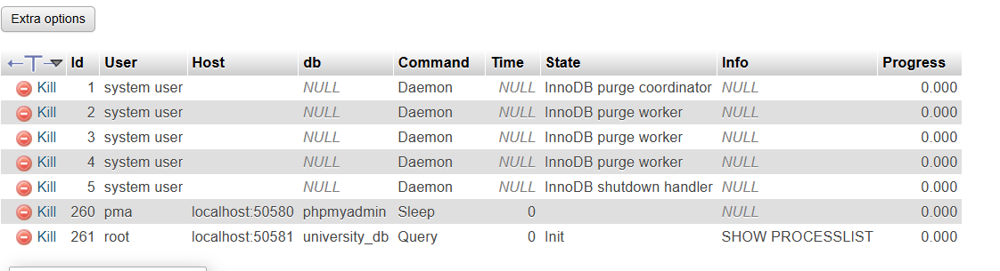 Extra options
Id User Host db Command Time State Info Progress
Kill 1 system user NULL Daemon NULL InnoDB purge coordinator NULL 0.000
Kill 2 system user NULL Daemon NULL InnoDB purge worker NULL 0.000
Kill 3 system user NULL Daemon NULL InnoDB purge worker NULL 0.000
Kill 4 system user NULL Daemon NULL InnoDB purge worker NULL 0.000
Kill 5 system user NULL Daemon NULL InnoDB shutdown handler NULL 0.000
Kill 260 pma localhost:50580 phpmyadmin Sleep 0 NULL 0.000
Kill 261 root localhost:50581 university_db Query 0 Init SHOW PROCESSLIST 0.000